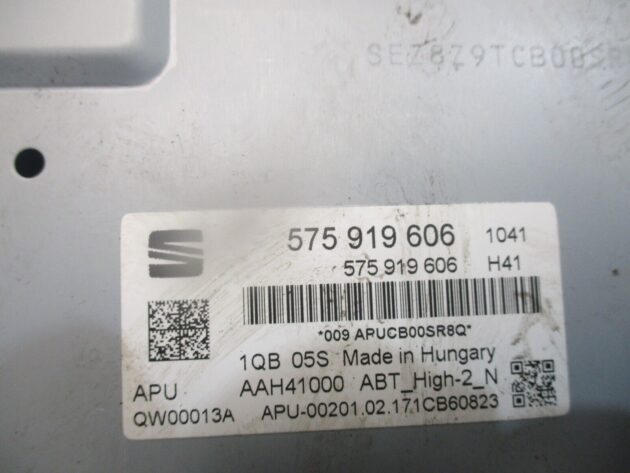 SEZ8Z9TCB00SR
575 919 606 1041
575 919 606 H41
*009 APUCB00SR8Q*
1QB 05S Made in Hungary
APU AAH41000 ABT_High-2_N
QW00013A APU-00201.02.171CB60823